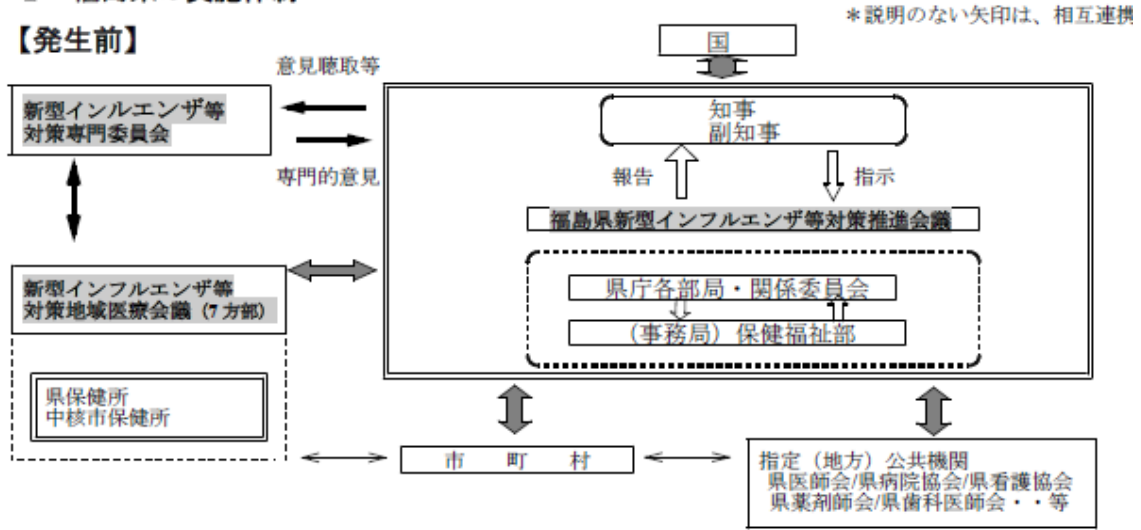 *説明のない矢印は、相互連携
【発生前】
国
意見聴取等
新型インルエンザ等
対策専門委員会
知事
副知事
専門的意見
報告
指示
福島県新型インフルエンザ等対策推進会議
新型インフルエンザ等
対策地域医療会議（7方部）
県庁各部局・関係委員会
（事務局）保健福祉部
県保健所
中核市保健所
市 町 村
指定（地方）公共機関
県医師会/県病院協会/県看護協会
県薬剤師会/県歯科医師会・・等